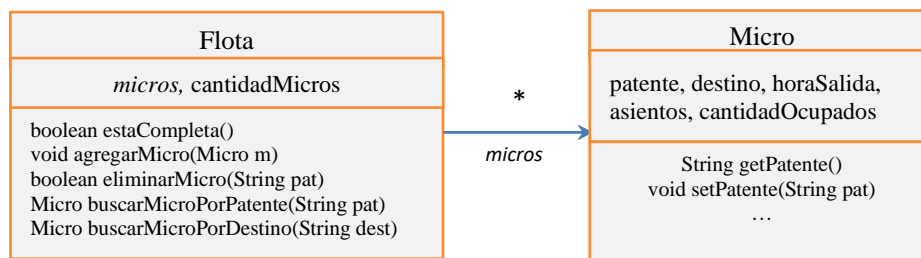 Flota
micros, cantidadMicros
boolean estaCompleta()
void agregarMicro(Micro m)
boolean eliminarMicro(String pat)
Micro buscarMicroPorPatente(String pat)
Micro buscarMicroPorDestino(String dest)
*
micros
Micro
patente, destino, horaSalida,
asientos, cantidadOcupados
String getPatente()
void setPatente(String pat)
…